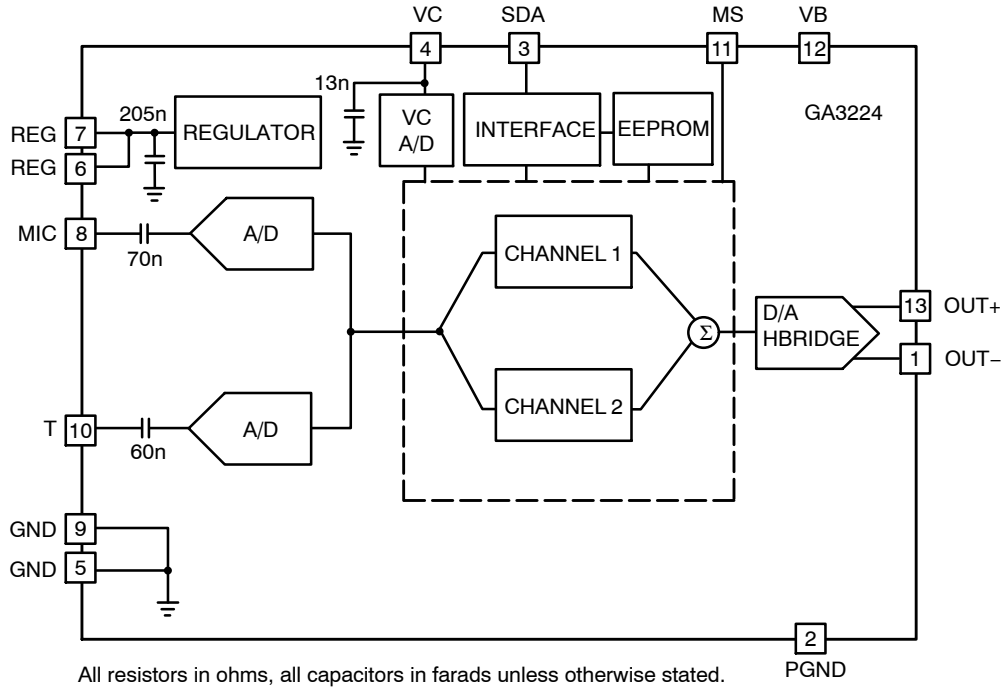 VC
SDA
MS
VB
4
3
11
12
13n
205n
REGULATOR
VC
A/D
INTERFACE
EEPROM
GA3224
REG
7
REG
6
MIC
8
70n
A/D
CHANNEL 1
Σ
D/A
HBRIDGE
13
OUT+
1
OUT−
CHANNEL 2
T
10
60n
A/D
GND
9
GND
5
2
PGND
All resistors in ohms, all capacitors in farads unless otherwise stated.